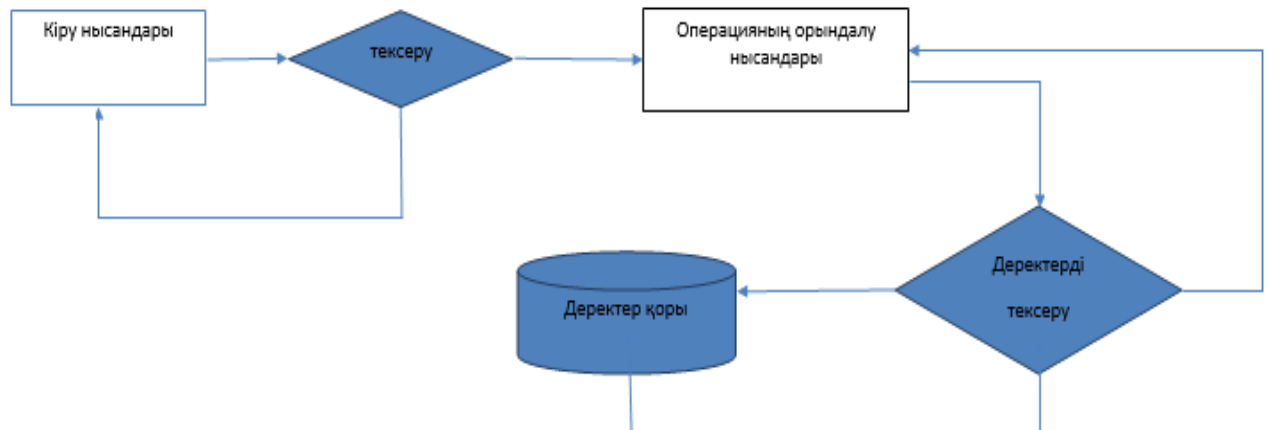 Кіру нысандары
тексеру
Операцияның орындалу
нысандары
Деректерді
тексеру
Деректер қоры